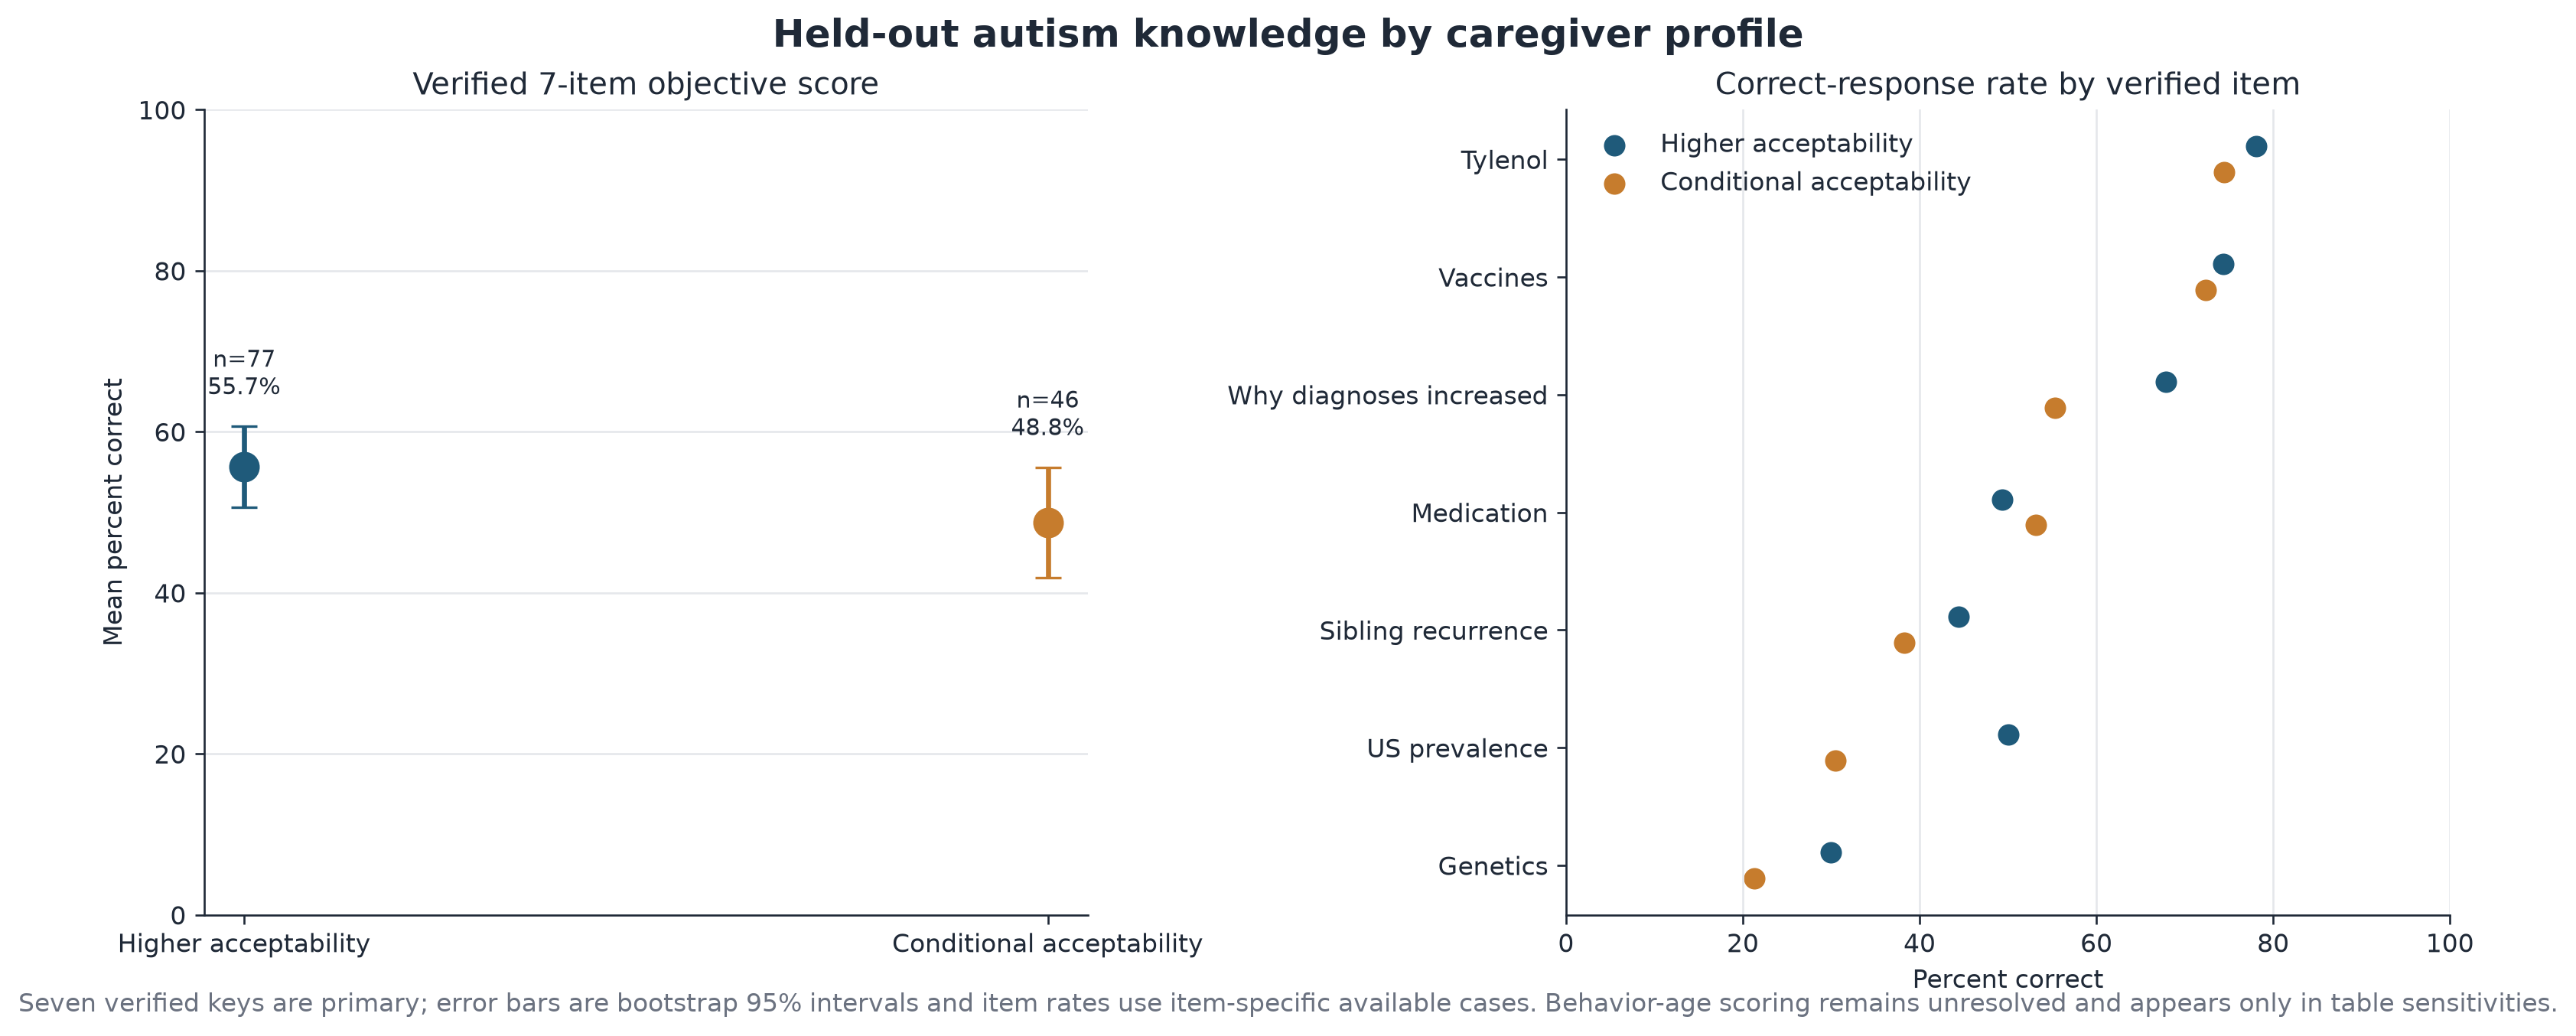 Held-out autism knowledge by caregiver profile
Verified 7-item objective score
Mean percent correct
100
80
60
40
20
0
n=77
55.7%
n=46
48.8%
Higher acceptability
Conditional acceptability
Correct-response rate by verified item
Higher acceptability
Conditional acceptability
Tylenol
Vaccines
Why diagnoses increased
Medication
Sibling recurrence
US prevalence
Genetics
0
20
40
60
80
100
Percent correct
Seven verified keys are primary; error bars are bootstrap 95% intervals and item rates use item-specific available cases. Behavior-age scoring remains unresolved and appears only in table sensitivities.